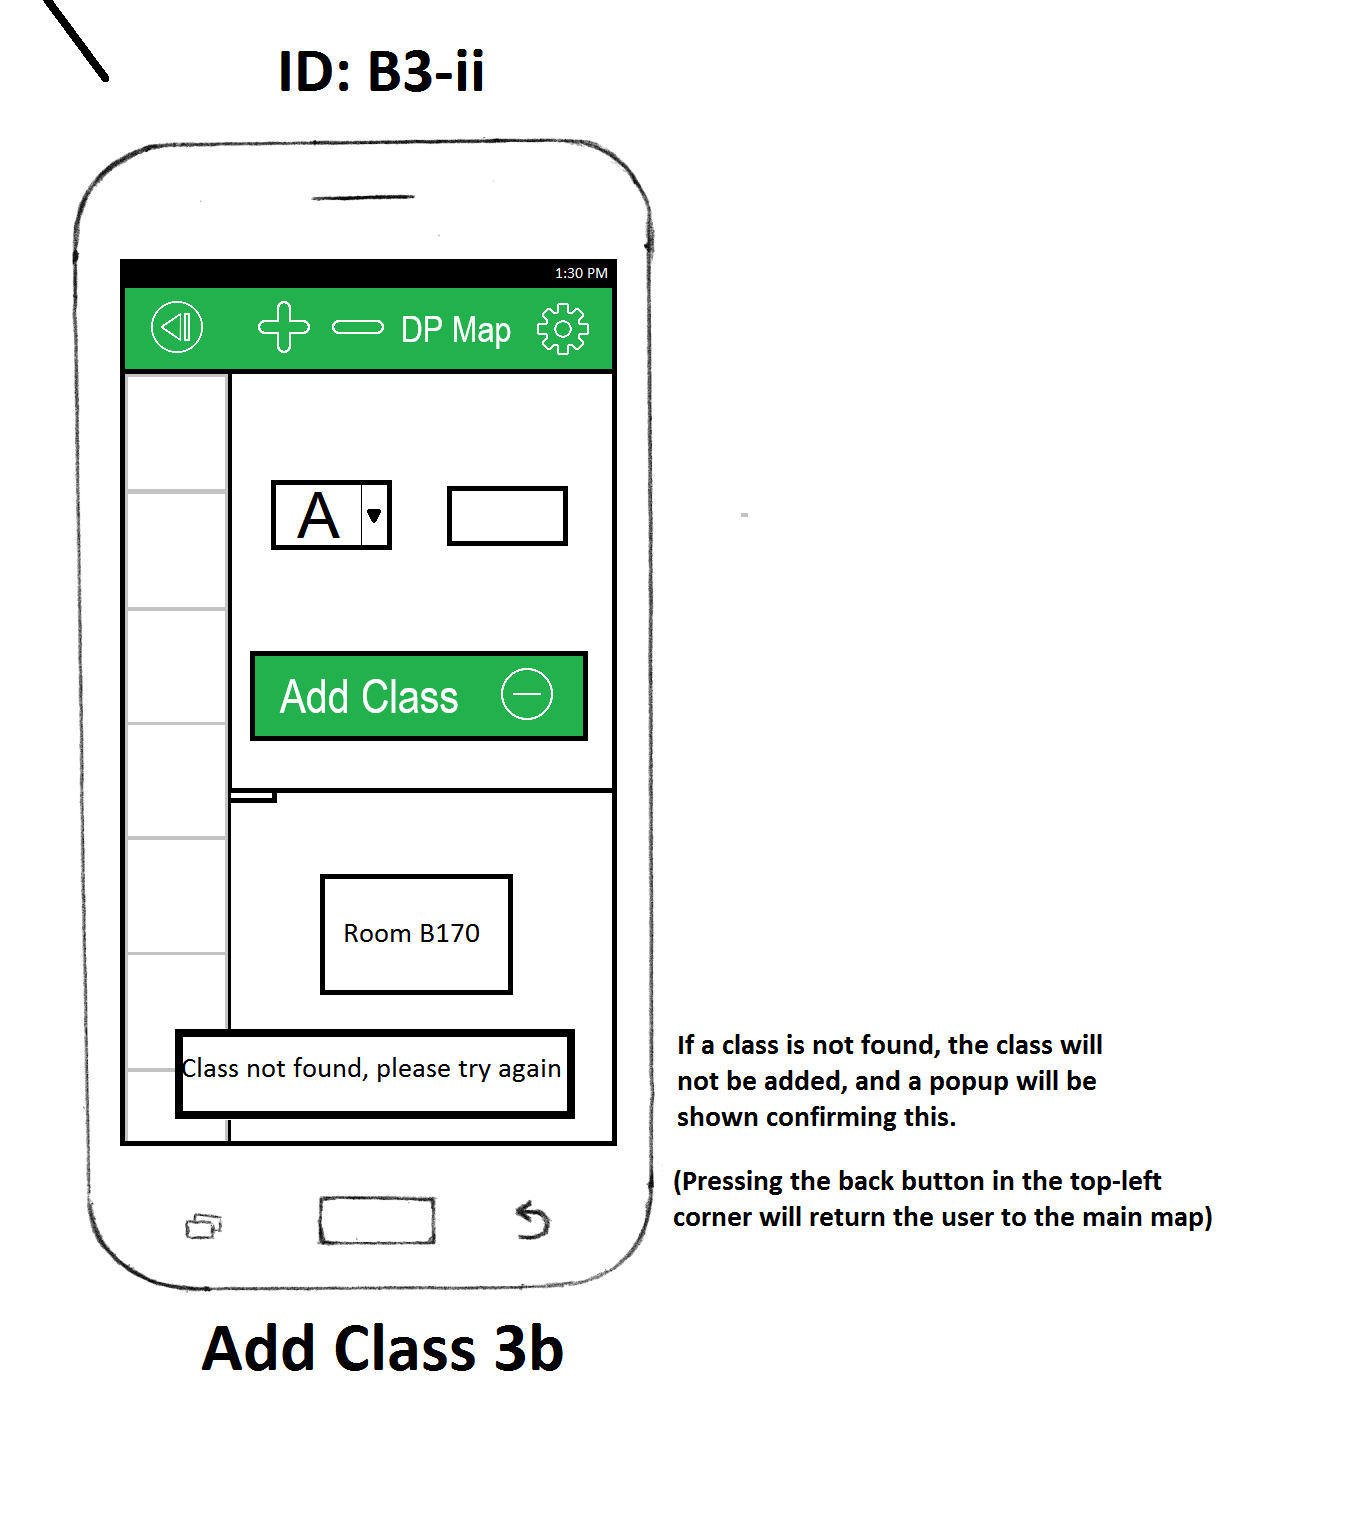 ID: B3-ii
1:30 PM
DP Map
A
Add Class
Room B170
Class not found, please try again
If a class is not found, the class will
not be added, and a popup will be
shown confirming this.
(Pressing the back button in the top-left
corner will return the user to the main map)
Add Class 3b